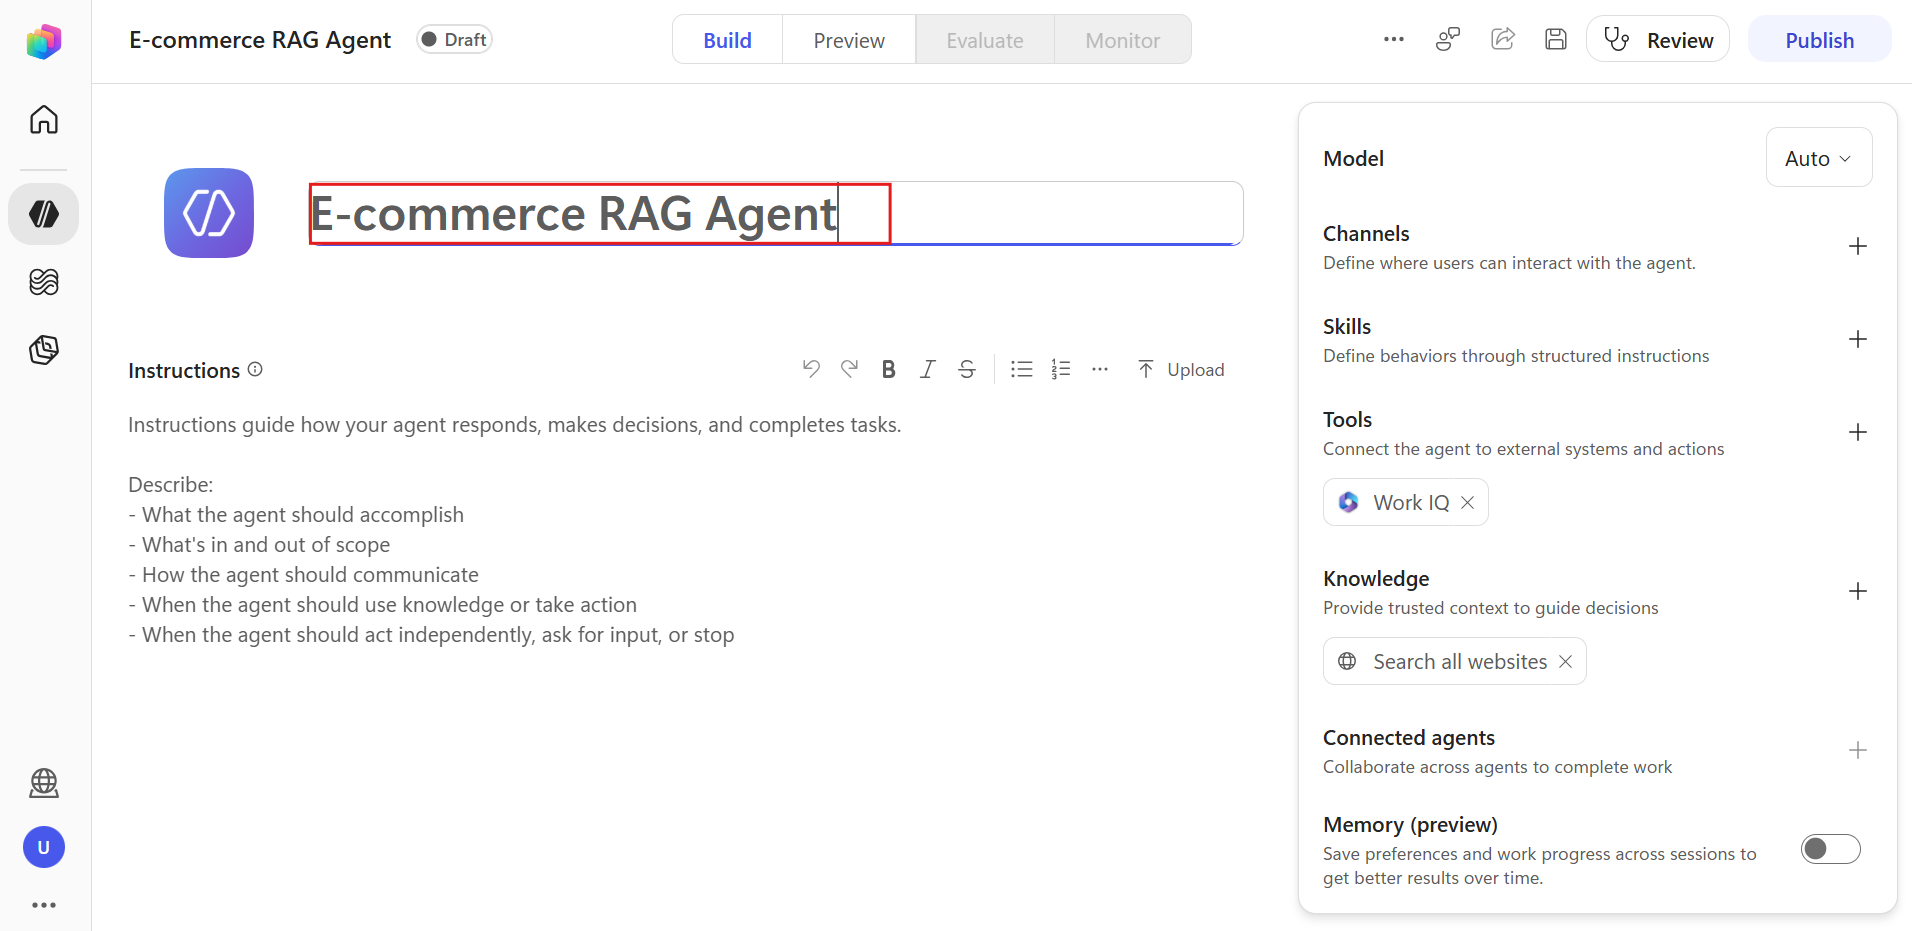 E-commerce RAG Agent
Draft
Build
Preview
Evaluate
Monitor
Review
Publish
E-commerce RAG Agent
Instructions
Upload
Instructions guide how your agent responds, makes decisions, and completes tasks.
Describe:
- What the agent should accomplish
- What's in and out of scope
- How the agent should communicate
- When the agent should use knowledge or take action
- When the agent should act independently, ask for input, or stop
Model
Auto
Channels
Define where users can interact with the agent.
Skills
Define behaviors through structured instructions
Tools
Connect the agent to external systems and actions
Work IQ
Knowledge
Provide trusted context to guide decisions
Search all websites
Connected agents
Collaborate across agents to complete work
Memory (preview)
Save preferences and work progress across sessions to
get better results over time.
U